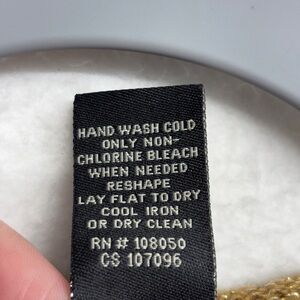 HAND WASH COLD
ONLY NON-
CHLORINE BLEACH
WHEN NEEDED
RESHAPE
LAY FLAT TO DRY
COOL IRON
OR DRY CLEAN
RN # 108050
CS 107096